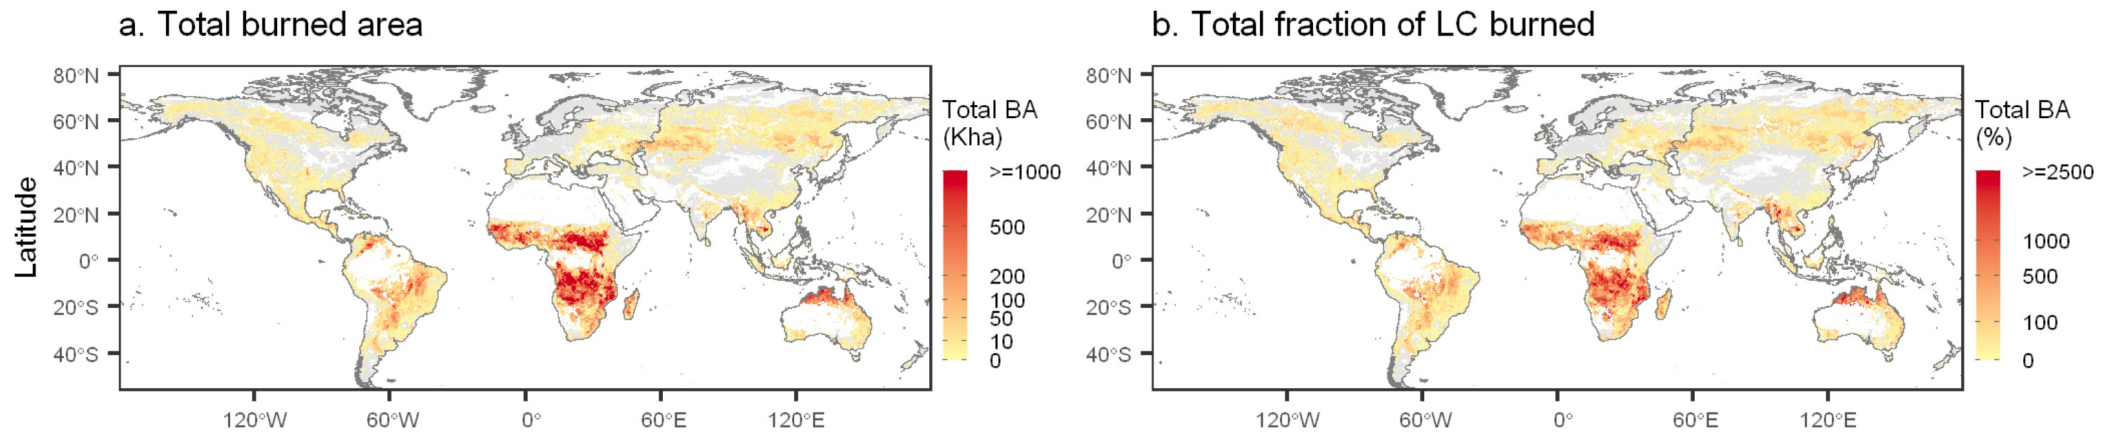 a. Total burned area
80°N
60°N
40°N
20°N
0°
20°S
40°S
Latitude
120°W
60°W
0°
60°E
120°E
Total BA
(Kha)
>=1000
500
200
100
50
10
0
b. Total fraction of LC burned
80°N
60°N
40°N
20°N
0°
20°S
40°S
120°W
60°W
0°
60°E
120°E
Total BA
(%)
>=2500
1000
500
100
0